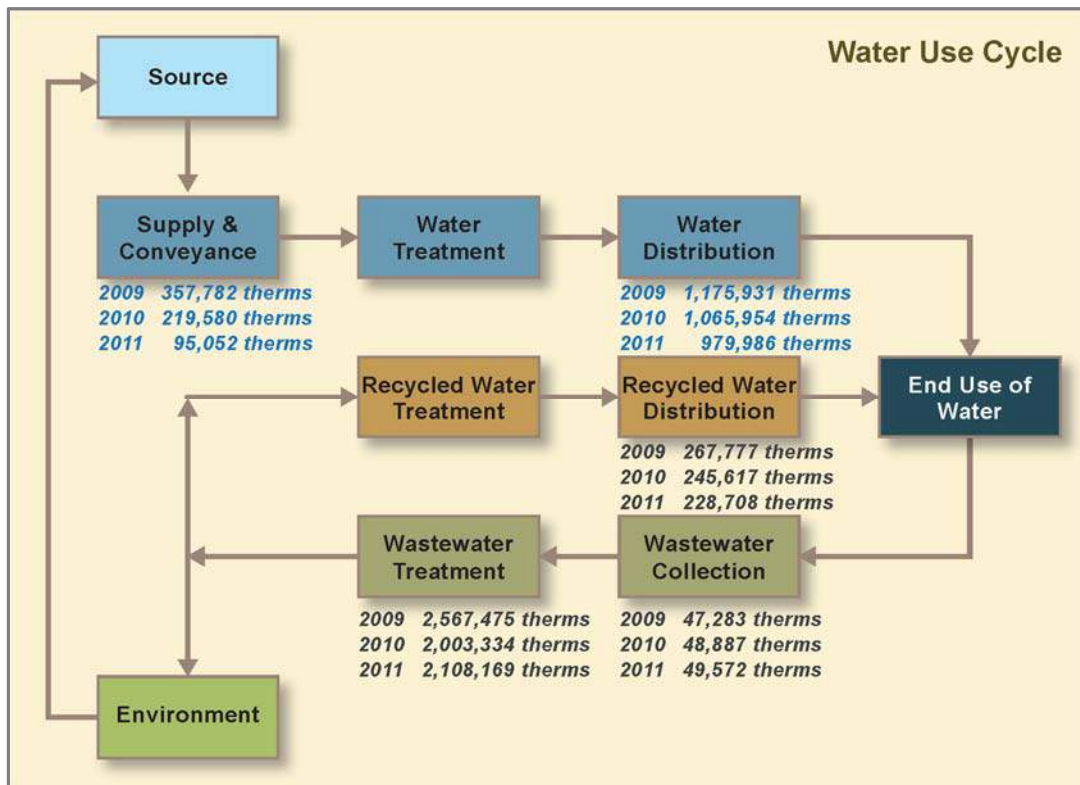 Water Use Cycle
Source
Supply &
Conveyance
2009 357,782 therms
2010 219,580 therms
2011 95,052 therms
Water
Treatment
Water
Distribution
2009 1,175,931 therms
2010 1,065,954 therms
2011 979,986 therms
Recycled Water
Treatment
Recycled Water
Distribution
2009 267,777 therms
2010 245,617 therms
2011 228,708 therms
End Use of
Water
Wastewater
Treatment
2009 2,567,475 therms
2010 2,003,334 therms
2011 2,108,169 therms
Wastewater
Collection
2009 47,283 therms
2010 48,887 therms
2011 49,572 therms
Environment